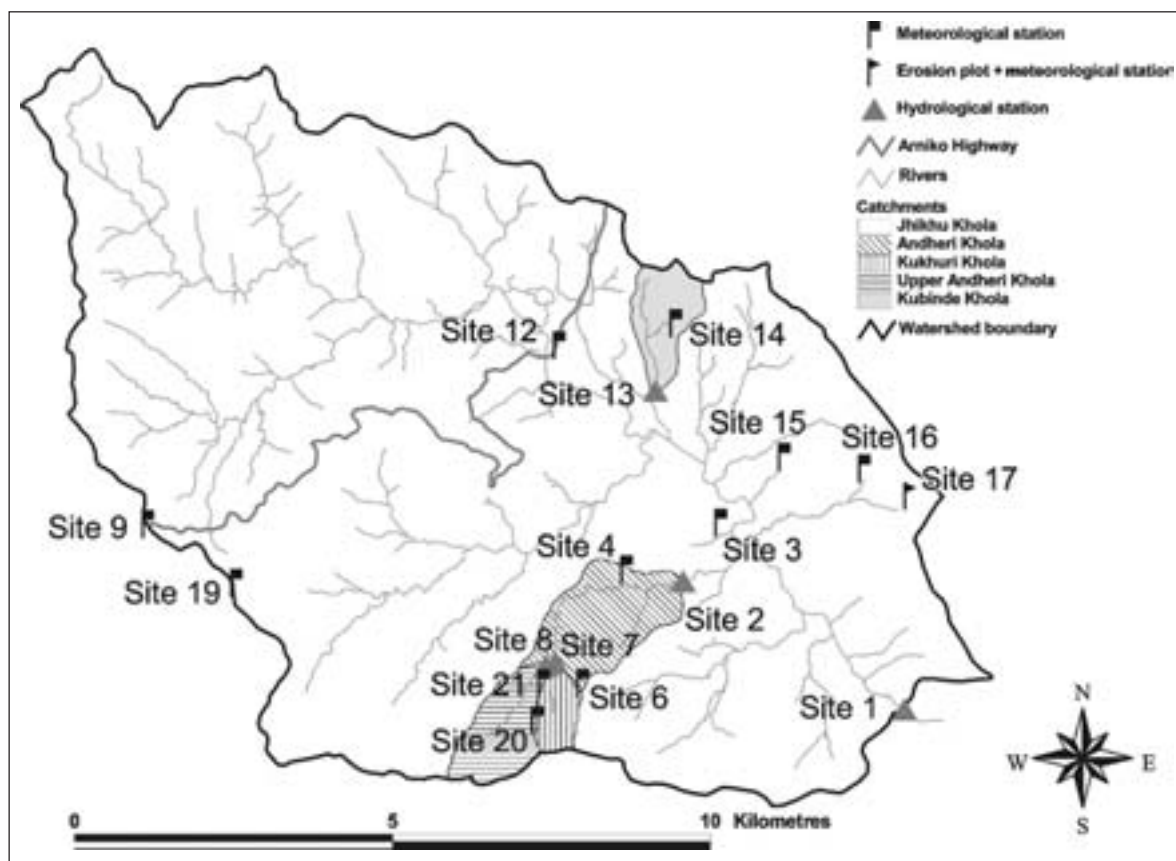 Meteorological station
Erosion plot + meteorological station
Hydrological station
Arniko Highway
Rivers
Catchments
Jhikhu Khola
Andheri Khola
Kukhuri Khola
Upper Andheri Khola
Kubinde Khola
Watershed boundary
Site 12
Site 14
Site 13
Site 15
Site 16
Site 17
Site 9
Site 4
Site 3
Site 19
Site 2
Site 8
Site 7
Site 21
Site 6
Site 1
Site 20
N
W
E
S
0
5
10 Kilometres